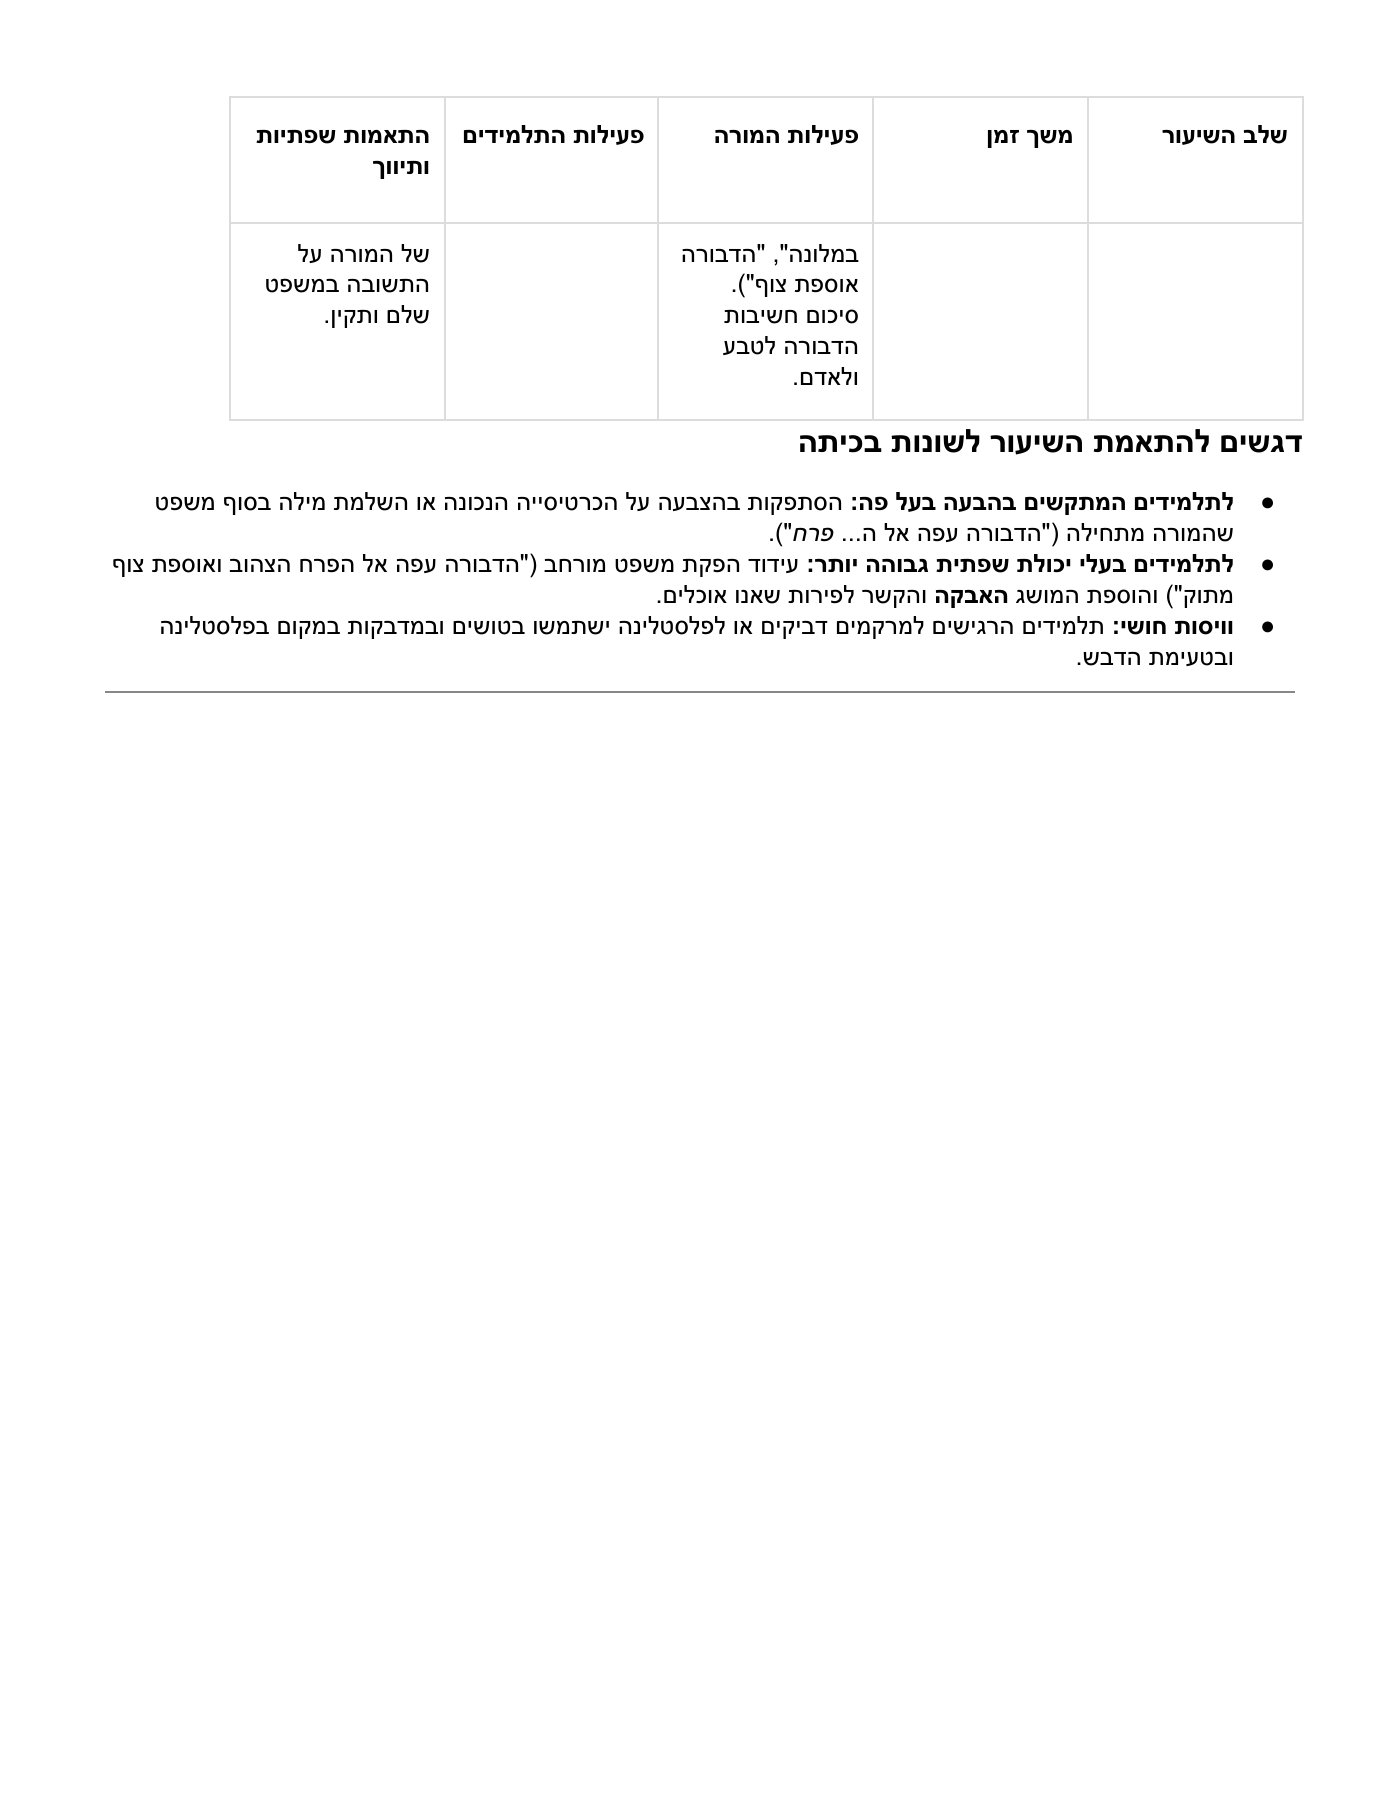 שלב השיעור
משך זמן
פעילות המורה
פעילות התלמידים
התאמות שפתיות
ותיווך
במלונה", "הדבורה
אוספת צוף").
סיכום חשיבות
הדבורה לטבע
ולאדם.
של המורה על
התשובה במשפט
שלם ותקין.
דגשים להתאמת השיעור לשונות בכיתה
● לתלמידים המתקשים בהבעה בעל פה: הסתפקות בהצבעה על הכרטיסייה הנכונה או השלמת מילה בסוף משפט
שהמורה מתחילה ("הדבורה עפה אל ה... פרח").
● לתלמידים בעלי יכולת שפתית גבוהה יותר: עידוד הפקת משפט מורחב ("הדבורה עפה אל הפרח הצהוב ואוספת צוף
מתוק") והוספת המושג האבקה והקשר לפירות שאנו אוכלים.
● וויסות חושי: תלמידים הרגישים למרקמים דביקים או לפלסטלינה ישתמשו בטושים ובמדבקות במקום בפלסטלינה
ובטעימת הדבש.